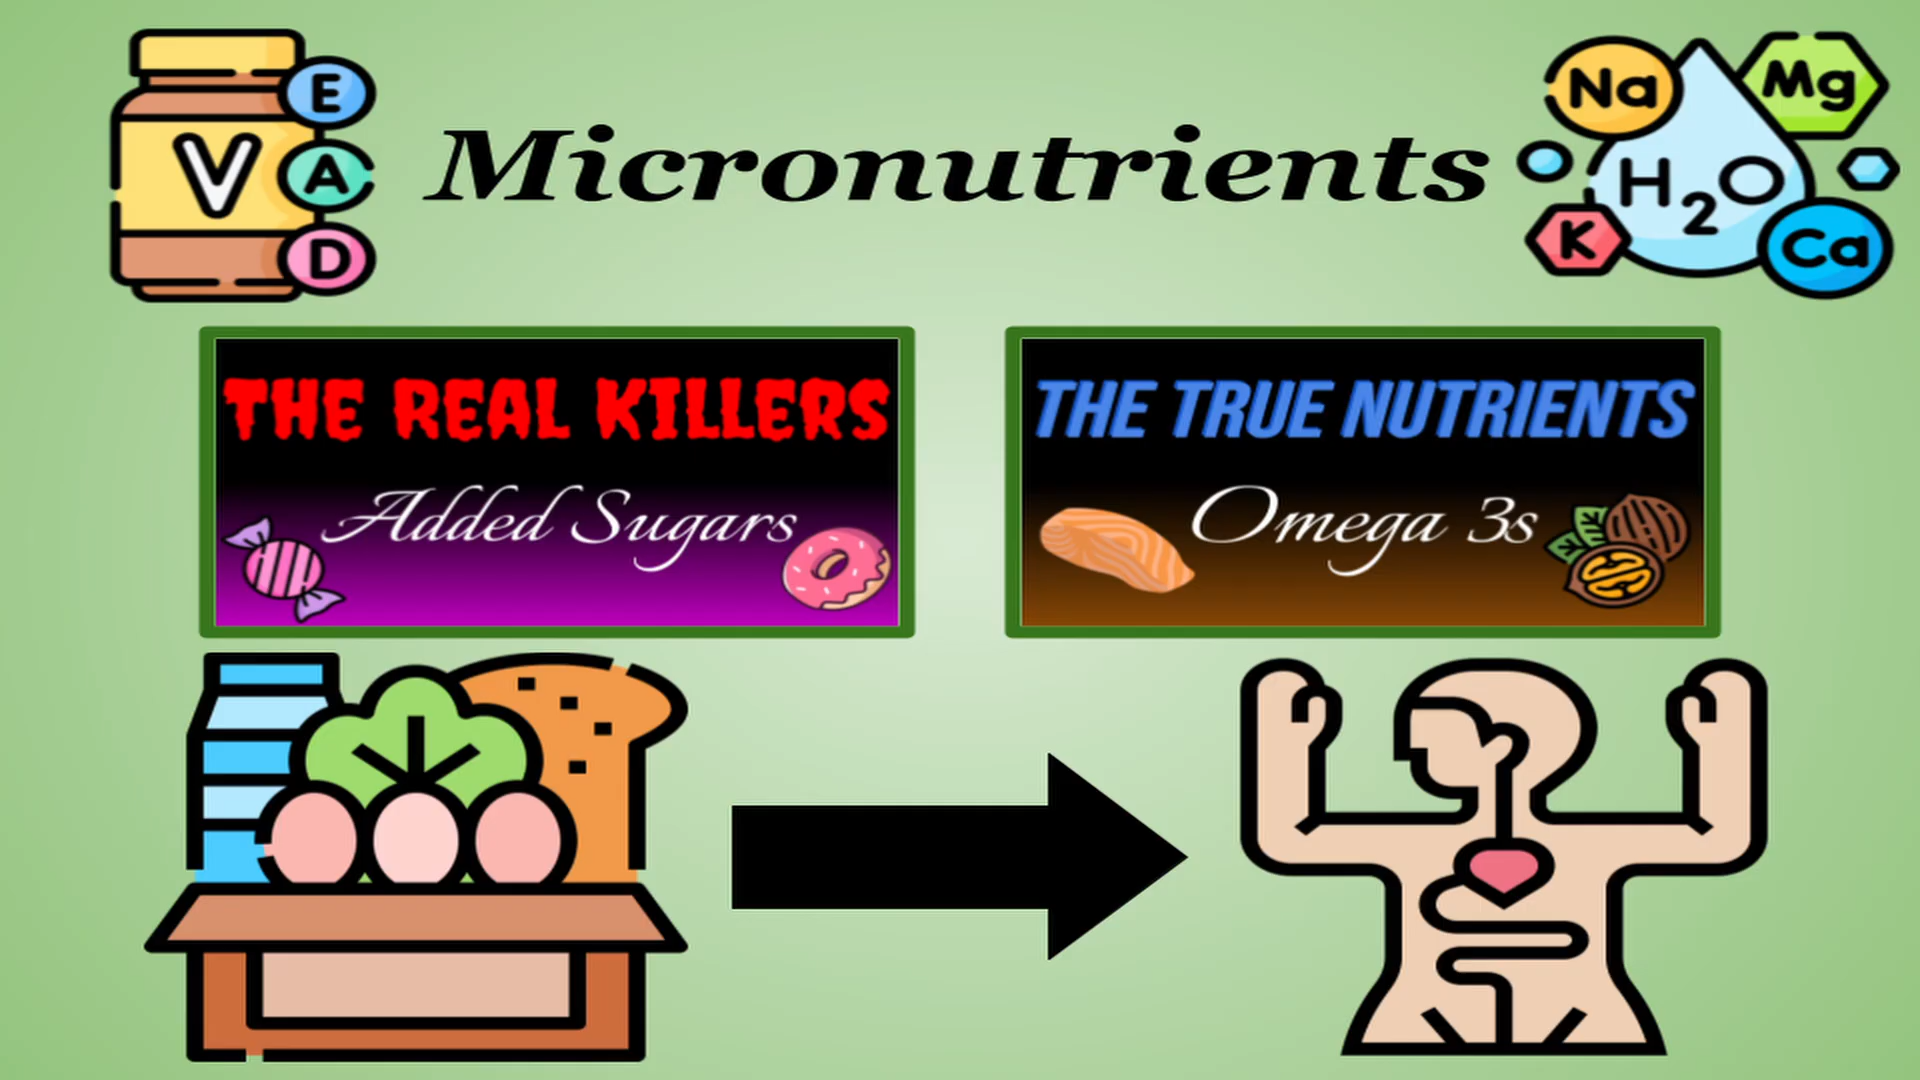 V
E
A
D
Micronutrients
Na
Mg
H2O
K
Ca
THE REAL KILLERS
Added Sugars
THE TRUE NUTRIENTS
Omega 3s